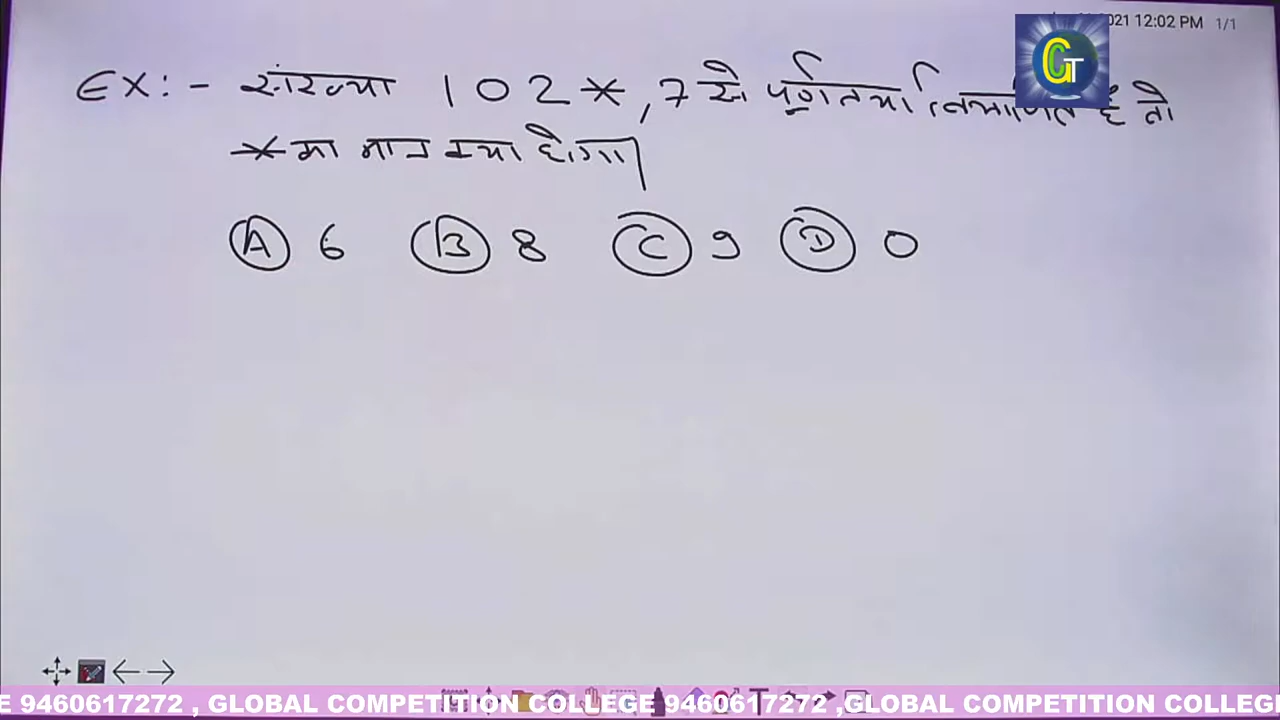 021 12:02 PM 1/1
GT
Ex:- संख्या 102*, 7 से पूर्णतया विभाजित है तो
* का मान क्या होगा।
(A) 6 (B) 8 (C) 9 (D) 0
E 9460617272 , GLOBAL COMPETITION COLLEGE 9460617272 ,GLOBAL COMPETITION COLLEG